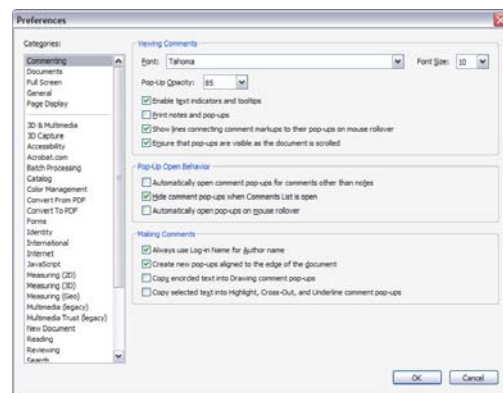 Preferences
Categories:
Commenting
Documents
Full Screen
General
Page Display
3D & Multimedia
3D Capture
Accessibility
Acrobat.com
Batch Processing
Catalog
Color Management
Convert From PDF
Convert To PDF
Forms
Identity
International
Internet
JavaScript
Measuring (2D)
Measuring (3D)
Measuring (Geo)
Multimedia (legacy)
Multimedia Trust (legacy)
New Document
Reading
Reviewing
Search
Viewing Comments
Font: Tahoma Font Size: 10
Pop-Up Opacity: 85
Enable text indicators and tooltips
Print notes and pop-ups
Show lines connecting comment markups to their pop-ups on mouse rollover
Ensure that pop-ups are visible as the document is scrolled
Pop-Up Open Behavior
Automatically open comment pop-ups for comments other than notes
Hide comment pop-ups when Comments List is open
Automatically open pop-ups on mouse rollover
Making Comments
Always use Log-in Name for Author name
Create new pop-ups aligned to the edge of the document
Copy encircled text into Drawing comment pop-ups
Copy selected text into Highlight, Cross-Out, and Underline comment pop-ups
OK Cancel